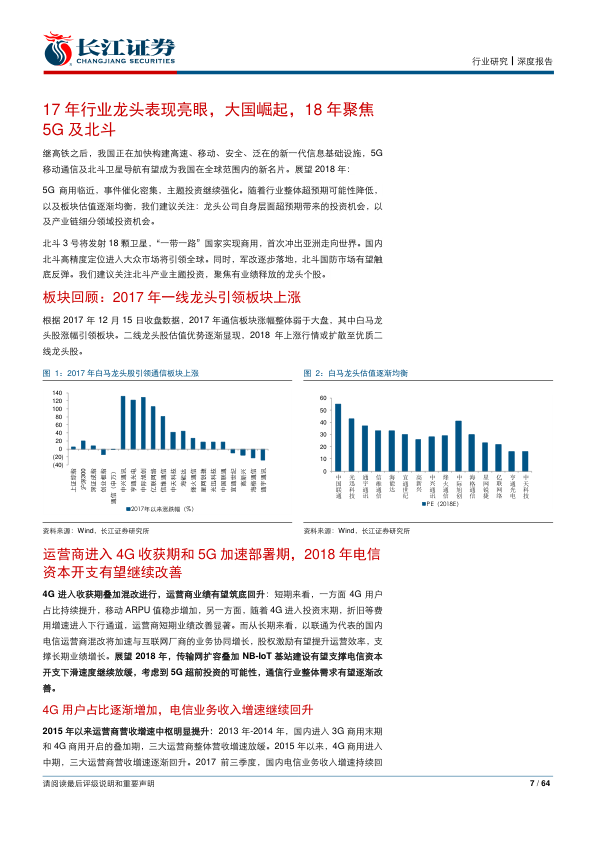 长江证券
CHANGJIANG SECURITIES
行业研究┃深度报告
17 年行业龙头表现亮眼，大国崛起，18 年聚焦
5G 及北斗
继高铁之后，我国正在加快构建高速、移动、安全、泛在的新一代信息基础设施，5G
移动通信及北斗卫星导航有望成为我国在全球范围内的新名片。展望 2018 年：
5G 商用临近，事件催化密集，主题投资继续强化。随着行业整体超预期可能性降低，
以及板块估值逐渐均衡，我们建议关注：龙头公司自身层面超预期带来的投资机会，以
及产业链细分领域投资机会。
北斗 3 号将发射 18 颗卫星，“一带一路”国家实现商用，首次冲出亚洲走向世界。国内
北斗高精度定位进入大众市场将引领全球。同时，军改逐步落地，北斗国防市场有望触
底反弹。我们建议关注北斗产业主题投资，聚焦有业绩释放的龙头个股。
板块回顾：2017 年一线龙头引领板块上涨
根据 2017 年 12 月 15 日收盘数据，2017 年通信板块涨幅整体弱于大盘，其中白马龙
头股涨幅引领板块。二线龙头股估值优势逐渐显现，2018 年上涨行情或扩散至优质二
线龙头股。
图 1：2017 年白马龙头股引领通信板块上涨
140
120
100
80
60
40
20
0
(20)
(40)
上证综指
沪深300
深证成指
创业板指
通信（申万）
中兴通讯
亨通光电
中际旭创
亿联网络
信维通信
中天科技
海能达
烽火通信
星网锐捷
光迅科技
中国联通
宜通世纪
高新兴
海格通信
通宇通讯
2017年以来涨跌幅（%）
资料来源：Wind，长江证券研究所
图 2：白马龙头估值逐渐均衡
60
50
40
30
20
10
0
中国联通
光迅科技
通宇通讯
信维通信
海能达
宜通世纪
高新兴
中兴通讯
烽火通信
中际旭创
海格通信
星网锐捷
亿联网络
亨通光电
中天科技
PE（2018E）
资料来源：Wind，长江证券研究所
运营商进入 4G 收获期和 5G 加速部署期，2018 年电信
资本开支有望继续改善
4G 进入收获期叠加混改进行，运营商业绩有望筑底回升：短期来看，一方面 4G 用户
占比持续提升，移动 ARPU 值稳步增加，另一方面，随着 4G 进入投资末期，折旧等费
用增速进入下行通道，运营商短期业绩改善显著。而从长期来看，以联通为代表的国内
电信运营商混改将加速与互联网厂商的业务协同增长，股权激励有望提升运营效率，支
撑长期业绩增长。展望 2018 年，传输网扩容叠加 NB-IoT 基站建设有望支撑电信资本
开支下滑速度继续放缓，考虑到 5G 超前投资的可能性，通信行业整体需求有望逐渐改
善。
4G 用户占比逐渐增加，电信业务收入增速继续回升
2015 年以来运营商营收增速中枢明显提升：2013 年-2014 年，国内进入 3G 商用末期
和 4G 商用开启的叠加期，三大运营商整体营收增速放缓。2015 年以来，4G 商用进入
中期，三大运营商营收增速逐渐回升。2017 前三季度，国内电信业务收入增速持续回
请阅读最后评级说明和重要声明
7 / 64